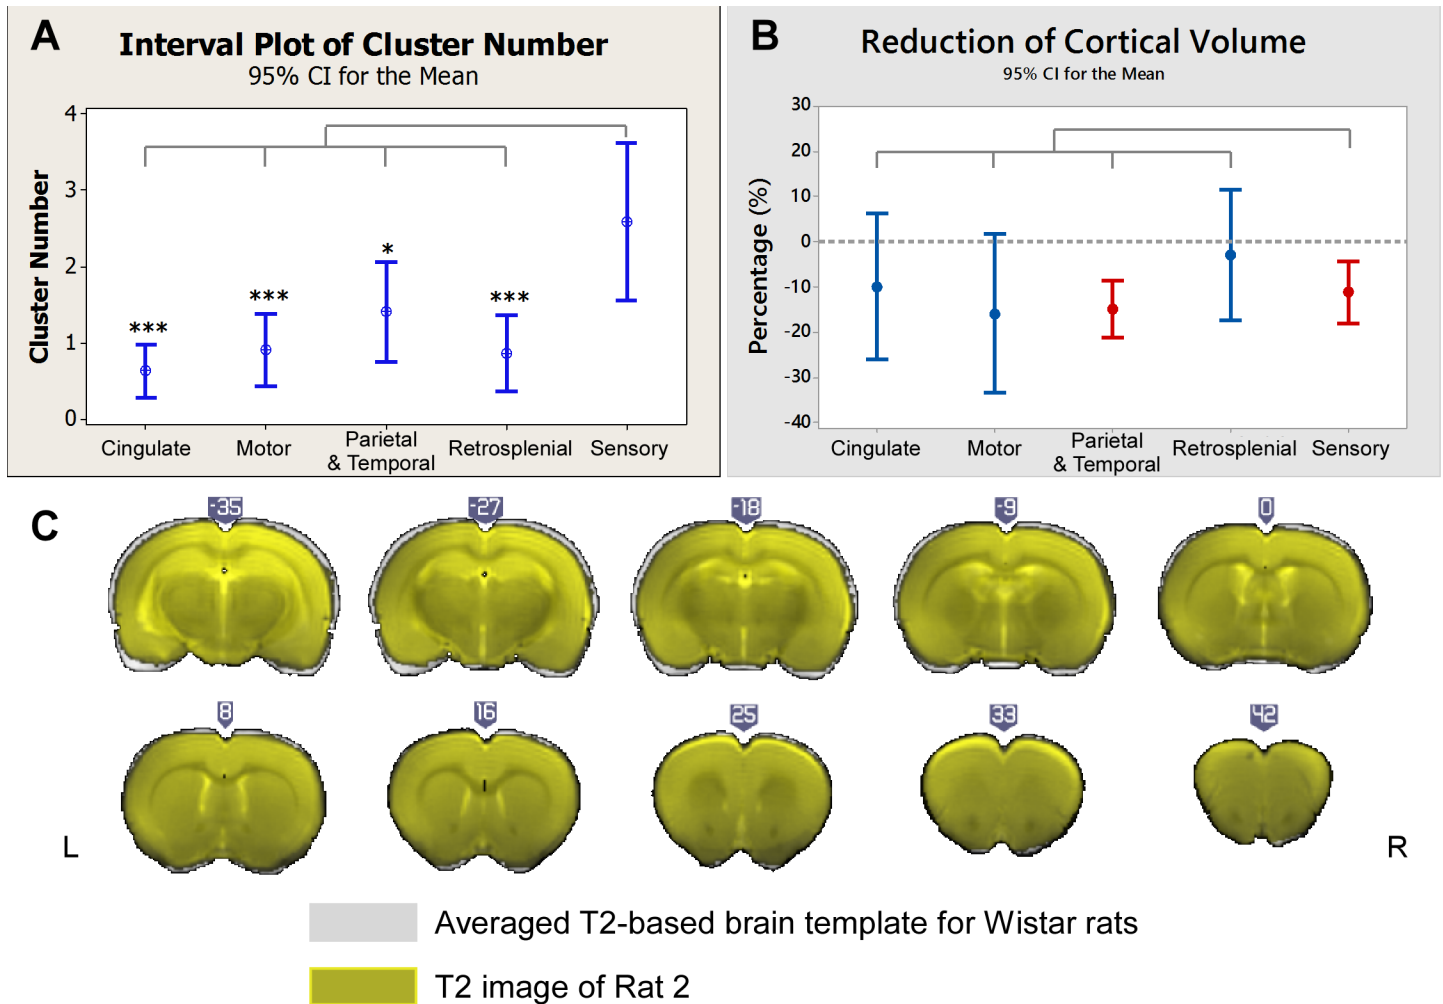 A
Interval Plot of Cluster Number
95% CI for the Mean
Cluster Number
4
3
2
1
0
***
***
*
***
Cingulate
Motor
Parietal
& Temporal
Retrosplenial
Sensory
B
Reduction of Cortical Volume
95% CI for the Mean
Percentage (%)
30
20
10
0
-10
-20
-30
-40
Cingulate
Motor
Parietal
& Temporal
Retrosplenial
Sensory
C
-35
-27
-18
-9
0
8
16
25
33
42
L
R
Averaged T2-based brain template for Wistar rats
T2 image of Rat 2